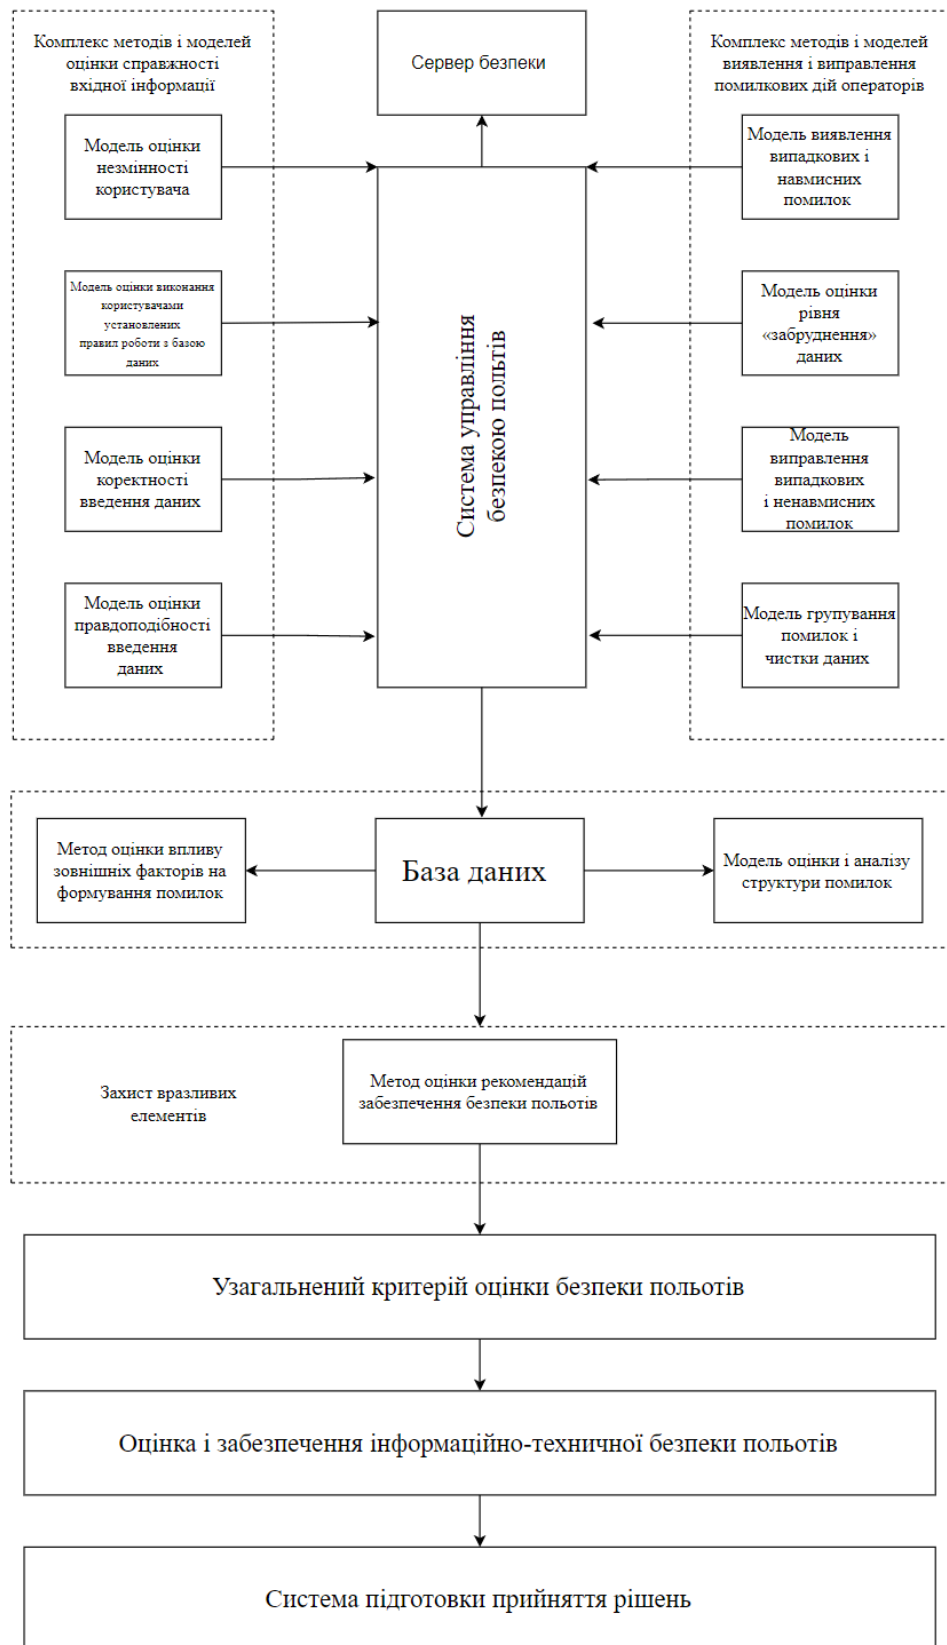 Комплекс методів і моделей
оцінки справжності
вхідної інформації
Сервер безпеки
Комплекс методів і моделей
виявлення і виправлення
помилкових дій операторів
Модель оцінки
незмінності
користувача
Модель виявлення
випадкових і
навмисних
помилок
Модель оцінки виконання
користувачами
установлених
правил роботи з базою
даних
Модель оцінки
рівня
«забруднення»
даних
Система управління
безпекою польтів
Модель оцінки
коректності
введення даних
Модель
виправлення
випадкових
і ненавмисних
помилок
Модель оцінки
правдоподібності
введення
даних
Модель групування
помилок і
чистки даних
Метод оцінки впливу
зовнішніх факторів на
формування помилок
База даних
Модель оцінки і аналізу
структури помилок
Захист вразливих
елементів
Метод оцінки рекомендацій
забезпечення безпеки польотів
Узагальнений критерій оцінки безпеки польотів
Оцінка і забезпечення інформаційно-техничної безпеки польотів
Система підготовки прийняття рішень